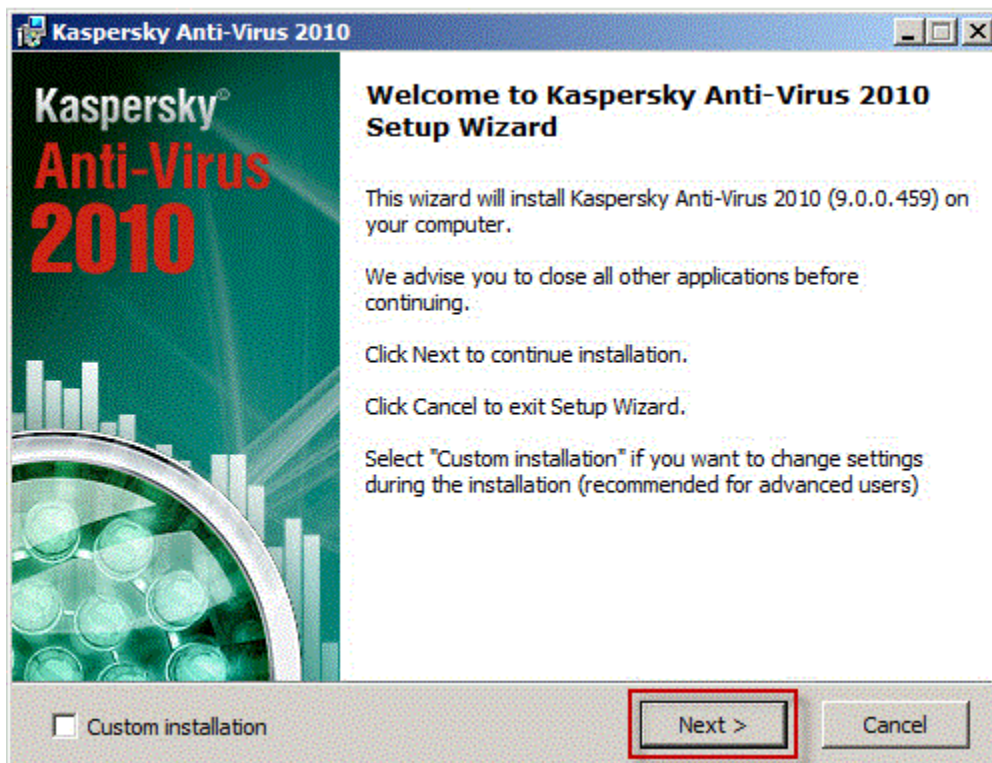 Kaspersky Anti-Virus 2010
Kaspersky®
Anti-Virus
2010
Welcome to Kaspersky Anti-Virus 2010
Setup Wizard
This wizard will install Kaspersky Anti-Virus 2010 (9.0.0.459) on
your computer.
We advise you to close all other applications before
continuing.
Click Next to continue installation.
Click Cancel to exit Setup Wizard.
Select "Custom installation" if you want to change settings
during the installation (recommended for advanced users)
Custom installation
Next >
Cancel